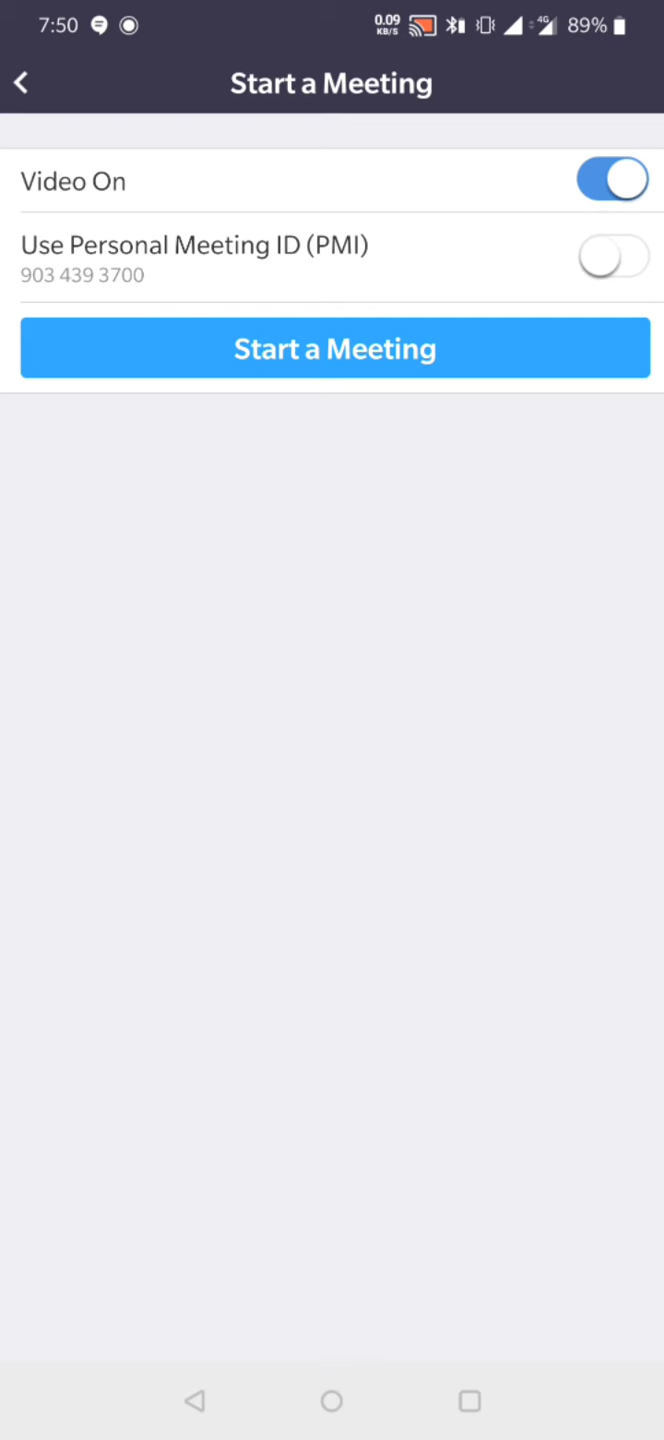 7:50
0.09
KB/S
4G
89%
Start a Meeting
Video On
Use Personal Meeting ID (PMI)
903 439 3700
Start a Meeting